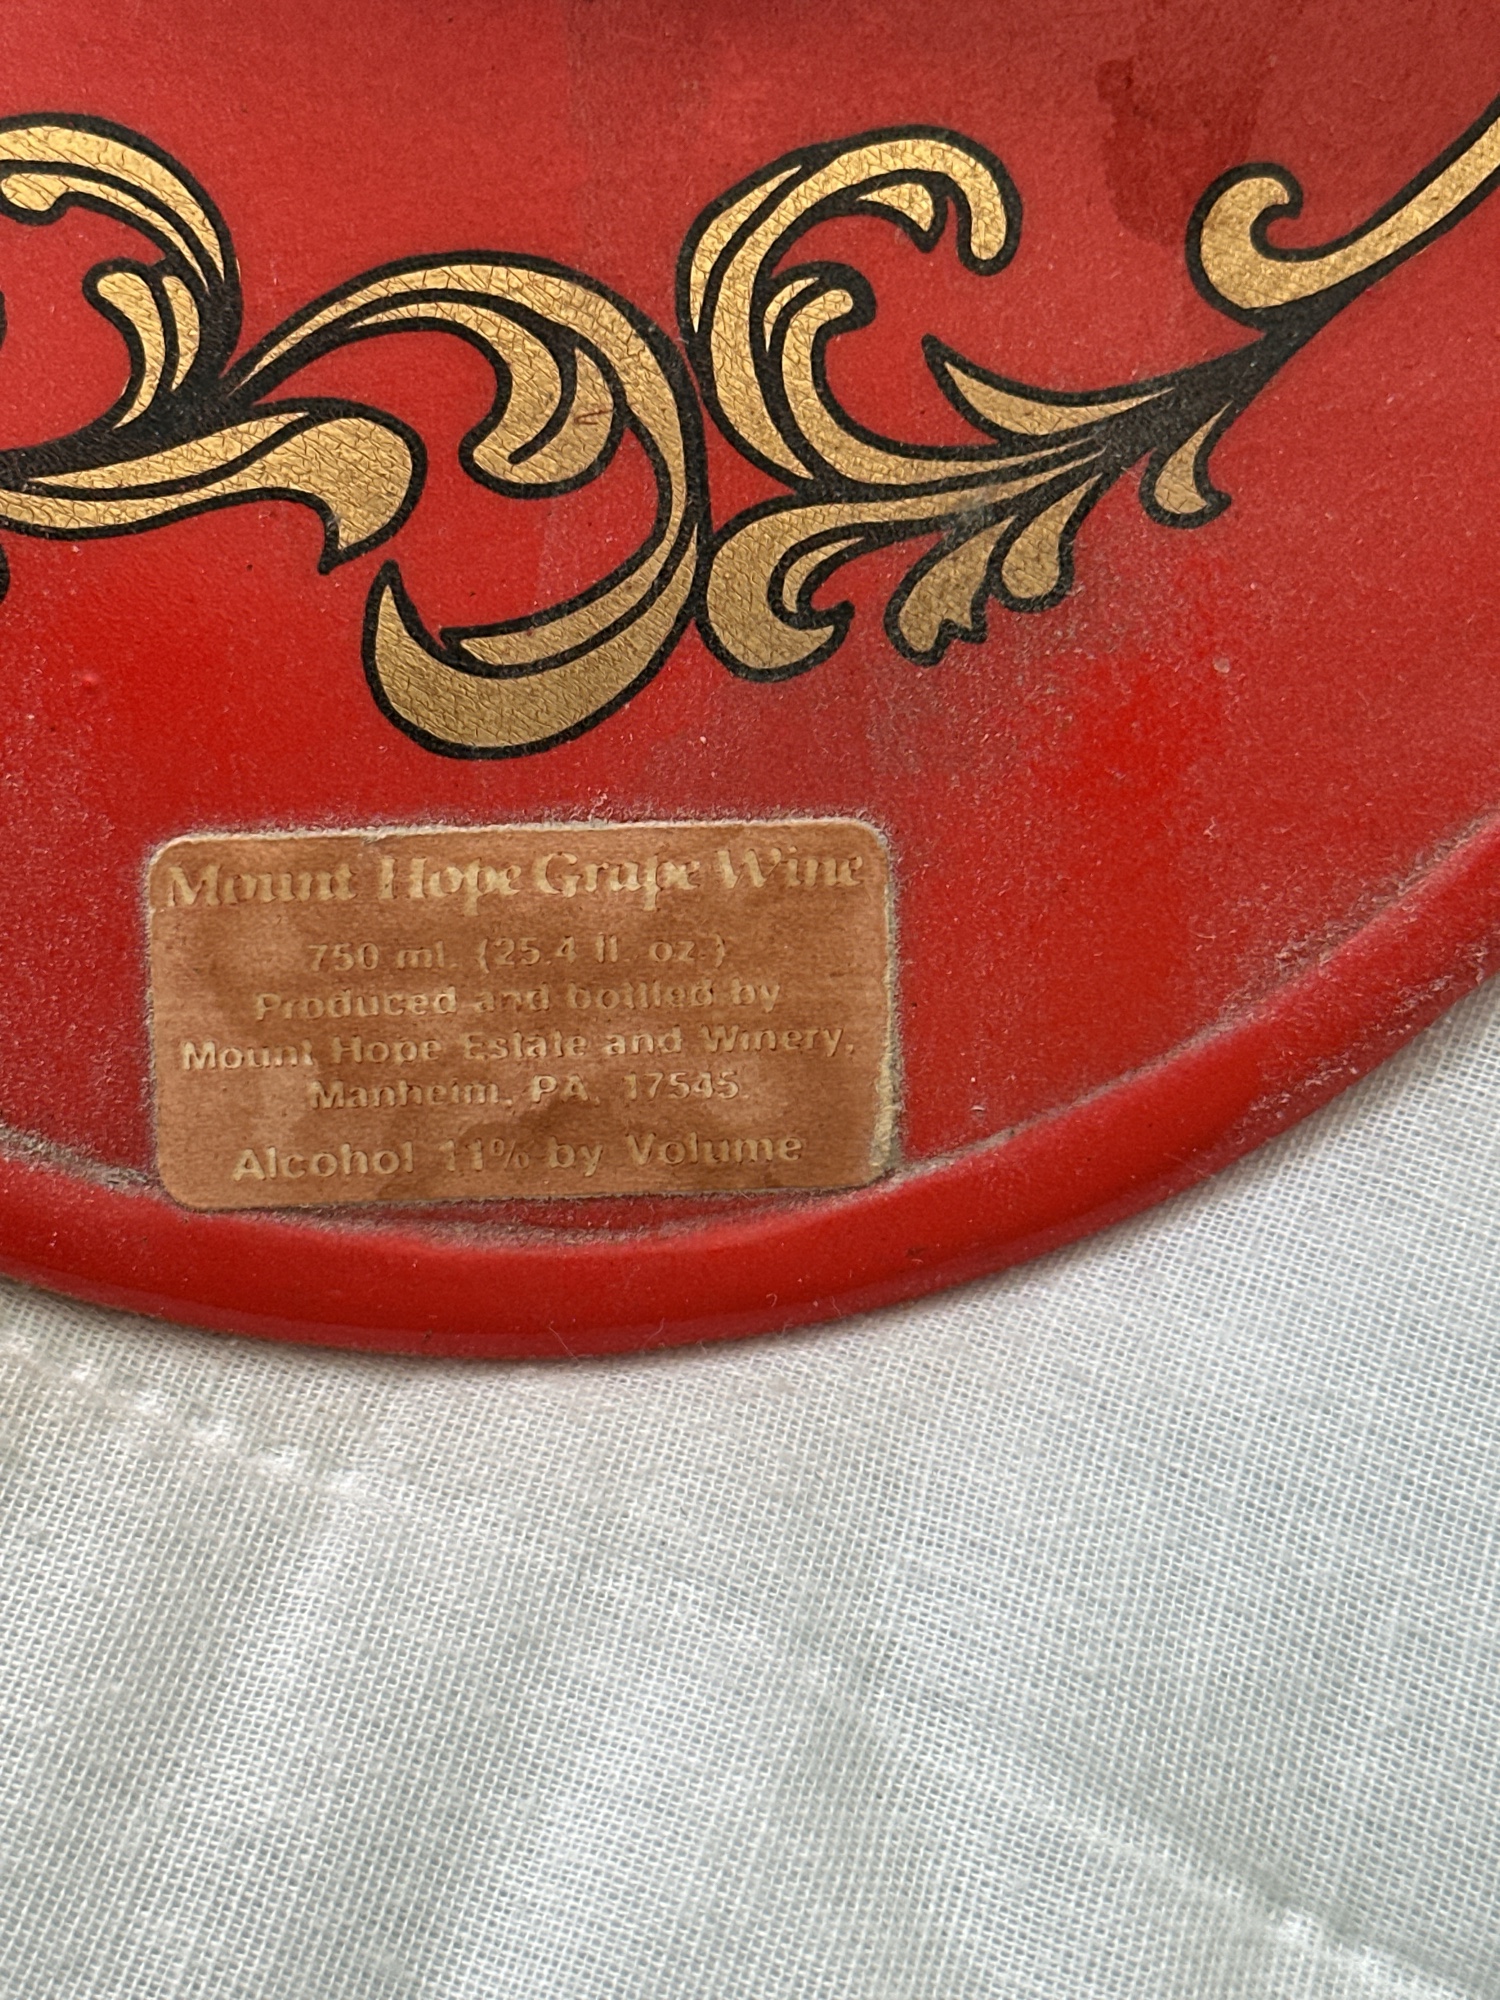 Mount Hope Grape Wine
750 ml. (25.4 fl. oz.)
Produced and bottled by
Mount Hope Estate and Winery,
Manheim, PA. 17545.
Alcohol 11% by Volume